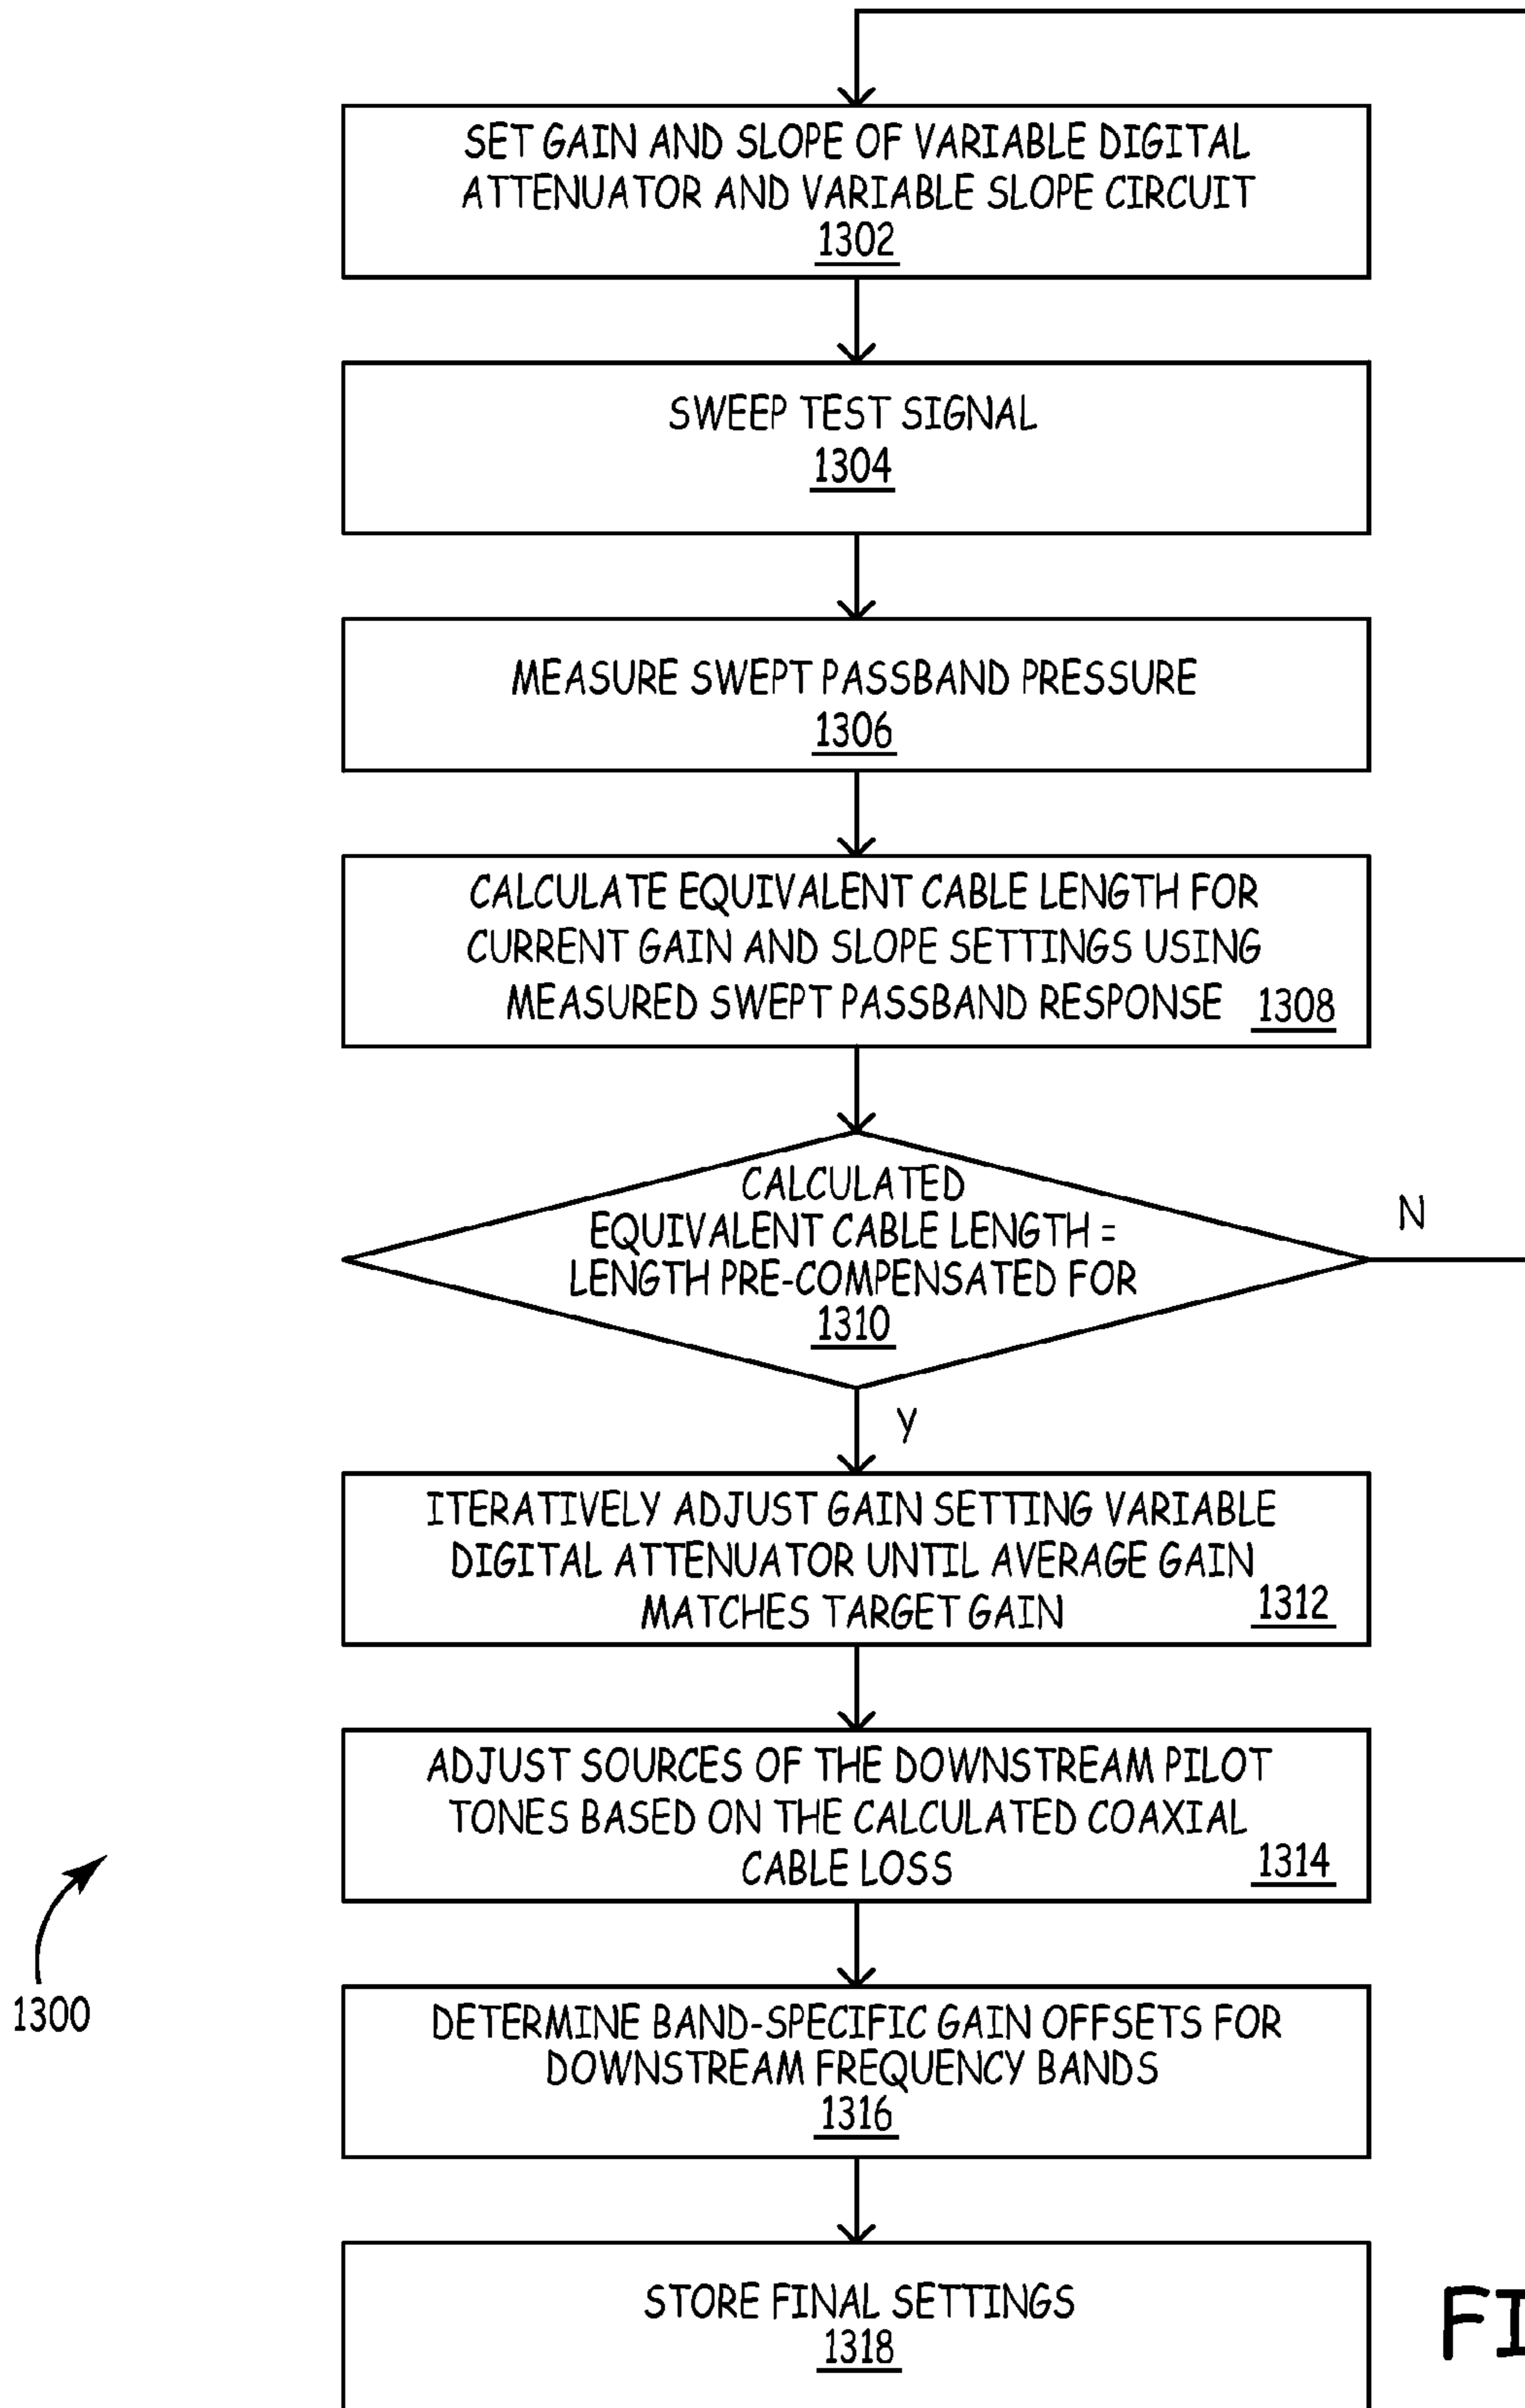 SET GAIN AND SLOPE OF VARIABLE DIGITAL
ATTENUATOR AND VARIABLE SLOPE CIRCUIT
1302
SWEEP TEST SIGNAL
1304
MEASURE SWEPT PASSBAND PRESSURE
1306
CALCULATE EQUIVALENT CABLE LENGTH FOR
CURRENT GAIN AND SLOPE SETTINGS USING
MEASURED SWEPT PASSBAND RESPONSE 1308
CALCULATED
EQUIVALENT CABLE LENGTH =
LENGTH PRE-COMPENSATED FOR
1310
N
Y
ITERATIVELY ADJUST GAIN SETTING VARIABLE
DIGITAL ATTENUATOR UNTIL AVERAGE GAIN
MATCHES TARGET GAIN 1312
ADJUST SOURCES OF THE DOWNSTREAM PILOT
TONES BASED ON THE CALCULATED COAXIAL
CABLE LOSS 1314
1300
DETERMINE BAND-SPECIFIC GAIN OFFSETS FOR
DOWNSTREAM FREQUENCY BANDS
1316
STORE FINAL SETTINGS
1318